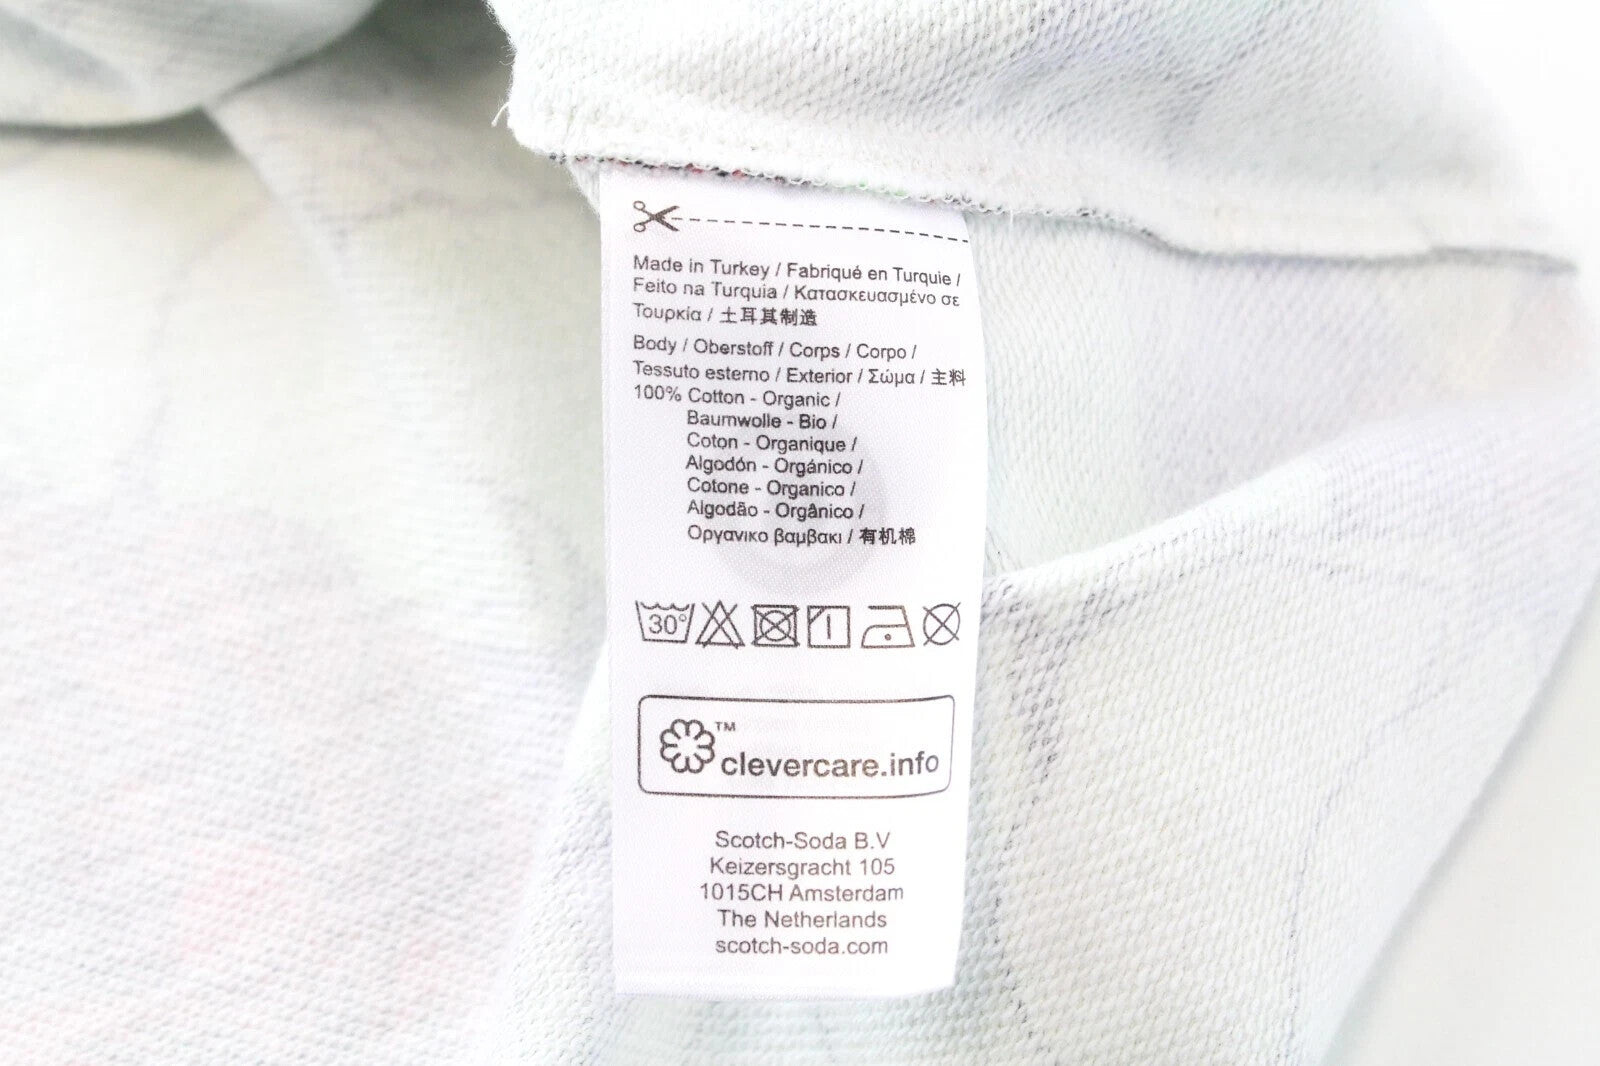 Made in Turkey / Fabriqué en Turquie /
Feito na Turquia / Κατασκευασμένο σε
Τουρκία / 土耳其制造
Body / Oberstoff / Corps / Corpo /
Tessuto esterno / Exterior / Σώμα / 主料
100% Cotton - Organic /
Baumwolle - Bio /
Coton - Organique /
Algodón - Orgánico /
Cotone - Organico /
Algodão - Orgânico /
Οργανικο βαμβακι / 有机棉
30°
™
clevercare.info
Scotch-Soda B.V
Keizersgracht 105
1015CH Amsterdam
The Netherlands
scotch-soda.com